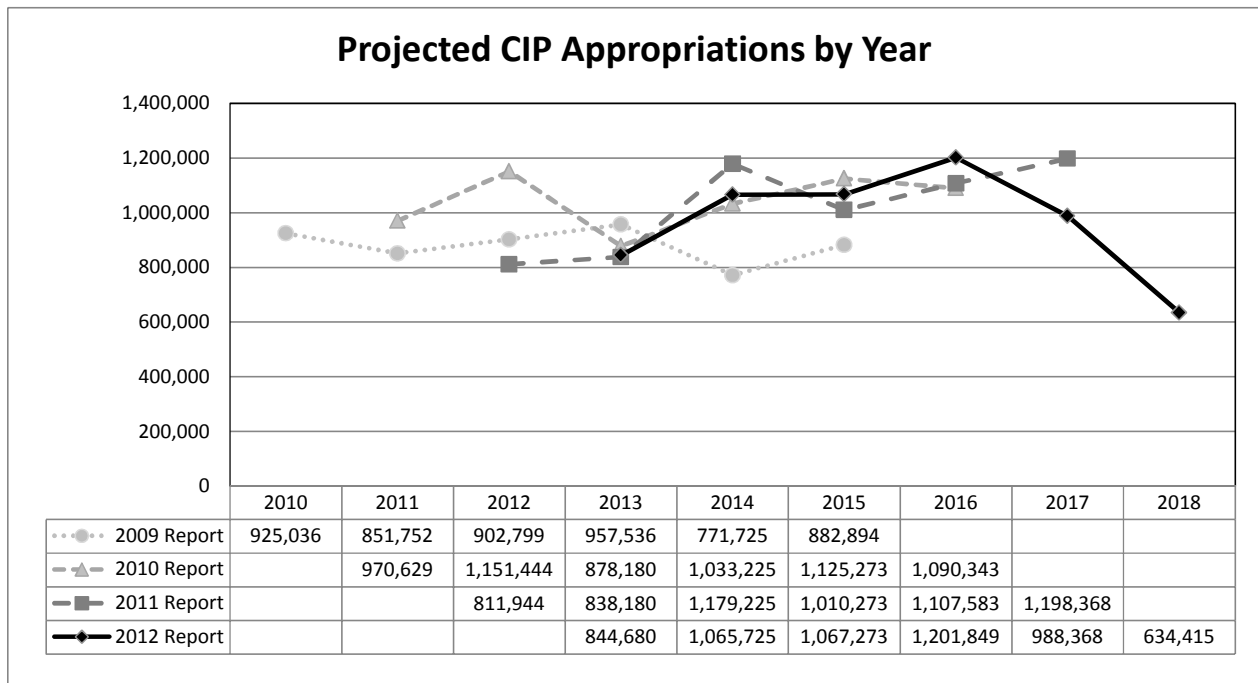 Projected CIP Appropriations by Year
1,400,000
1,200,000
1,000,000
800,000
600,000
400,000
200,000
0
2010 2011 2012 2013 2014 2015 2016 2017 2018
2009 Report 925,036 851,752 902,799 957,536 771,725 882,894
2010 Report 970,629 1,151,444 878,180 1,033,225 1,125,273 1,090,343
2011 Report 811,944 838,180 1,179,225 1,010,273 1,107,583 1,198,368
2012 Report 844,680 1,065,725 1,067,273 1,201,849 988,368 634,415